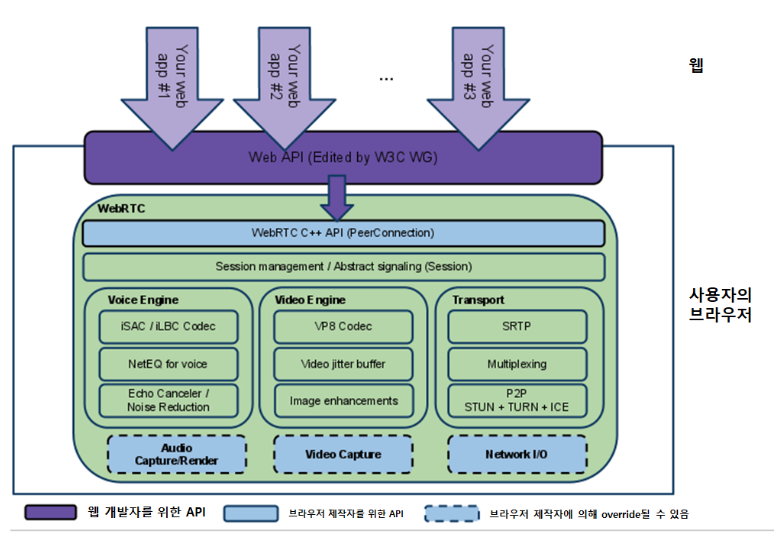 Your web
app #1
Your web
app #2
...
Your web
app #3
웹
Web API (Edited by W3C WG)
WebRTC
WebRTC C++ API (PeerConnection)
Session management / Abstract signaling (Session)
사용자의
브라우저
Voice Engine
iSAC / iLBC Codec
NetEQ for voice
Echo Canceler /
Noise Reduction
Video Engine
VP8 Codec
Video jitter buffer
Image enhancements
Transport
SRTP
Multiplexing
P2P
STUN + TURN + ICE
Audio
Capture/Render
Video Capture
Network I/O
웹 개발자를 위한 API
브라우저 제작자를 위한 API
브라우저 제작자에 의해 override될 수 있음